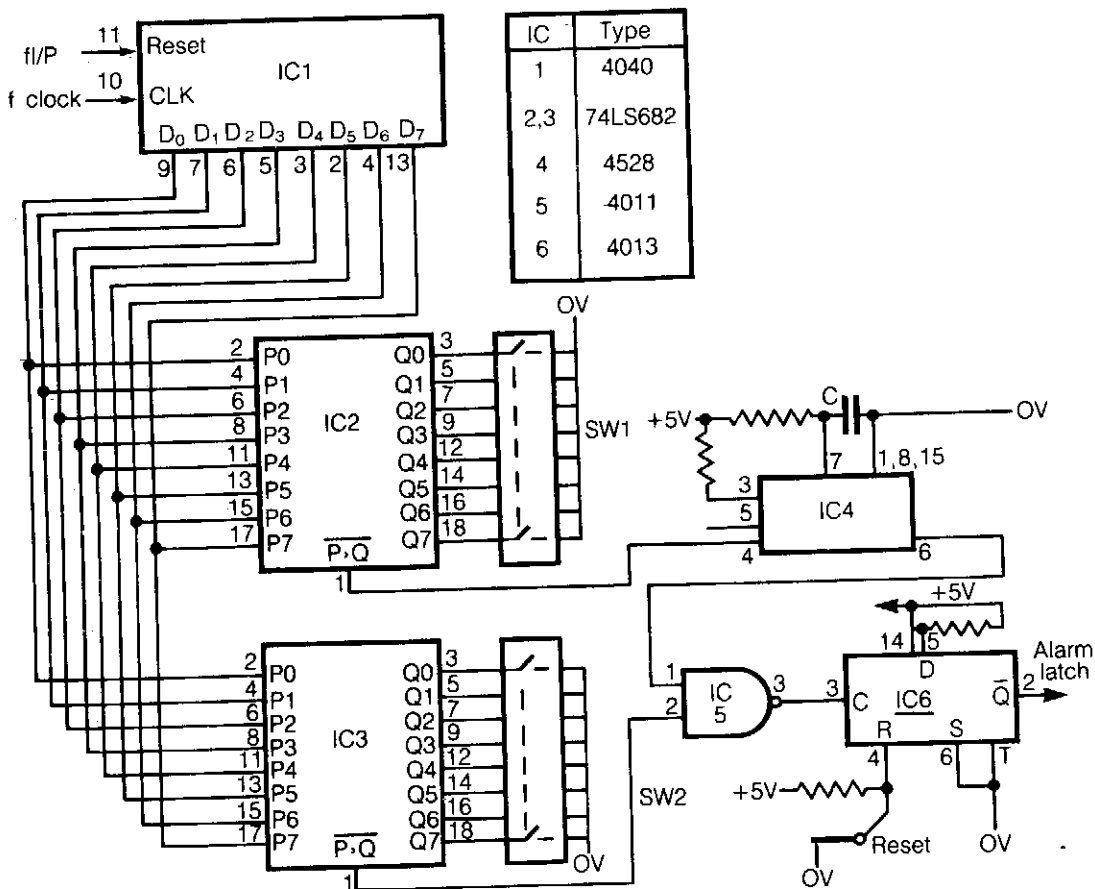 fI/P 11 Reset
IC1
f clock 10 CLK
D0 D1 D2 D3 D4 D5 D6 D7
9 7 6 5 3 2 4 13
IC Type
1 4040
2,3 74LS682
4 4528
5 4011
6 4013
OV
2 P0 Q0 3
4 P1 Q1 5
6 P2 Q2 7
8 P3 Q3 9
11 P4 Q4 12
13 P5 Q5 14
15 P6 Q6 16
17 P7 Q7 18
IC2
P>Q
1
SW1
+5V
C
OV
7
1,8,15
3
5
4
IC4
6
2 P0 Q0 3
4 P1 Q1 5
6 P2 Q2 7
8 P3 Q3 9
11 P4 Q4 12
13 P5 Q5 14
15 P6 Q6 16
17 P7 Q7 18
IC3
P>Q
1
SW2
OV
1
2
IC
5
3
+5V
14 5
D
3 C
IC6
Q̅ 2
Alarm
latch
R S T
4 6
+5V
Reset
OV
OV